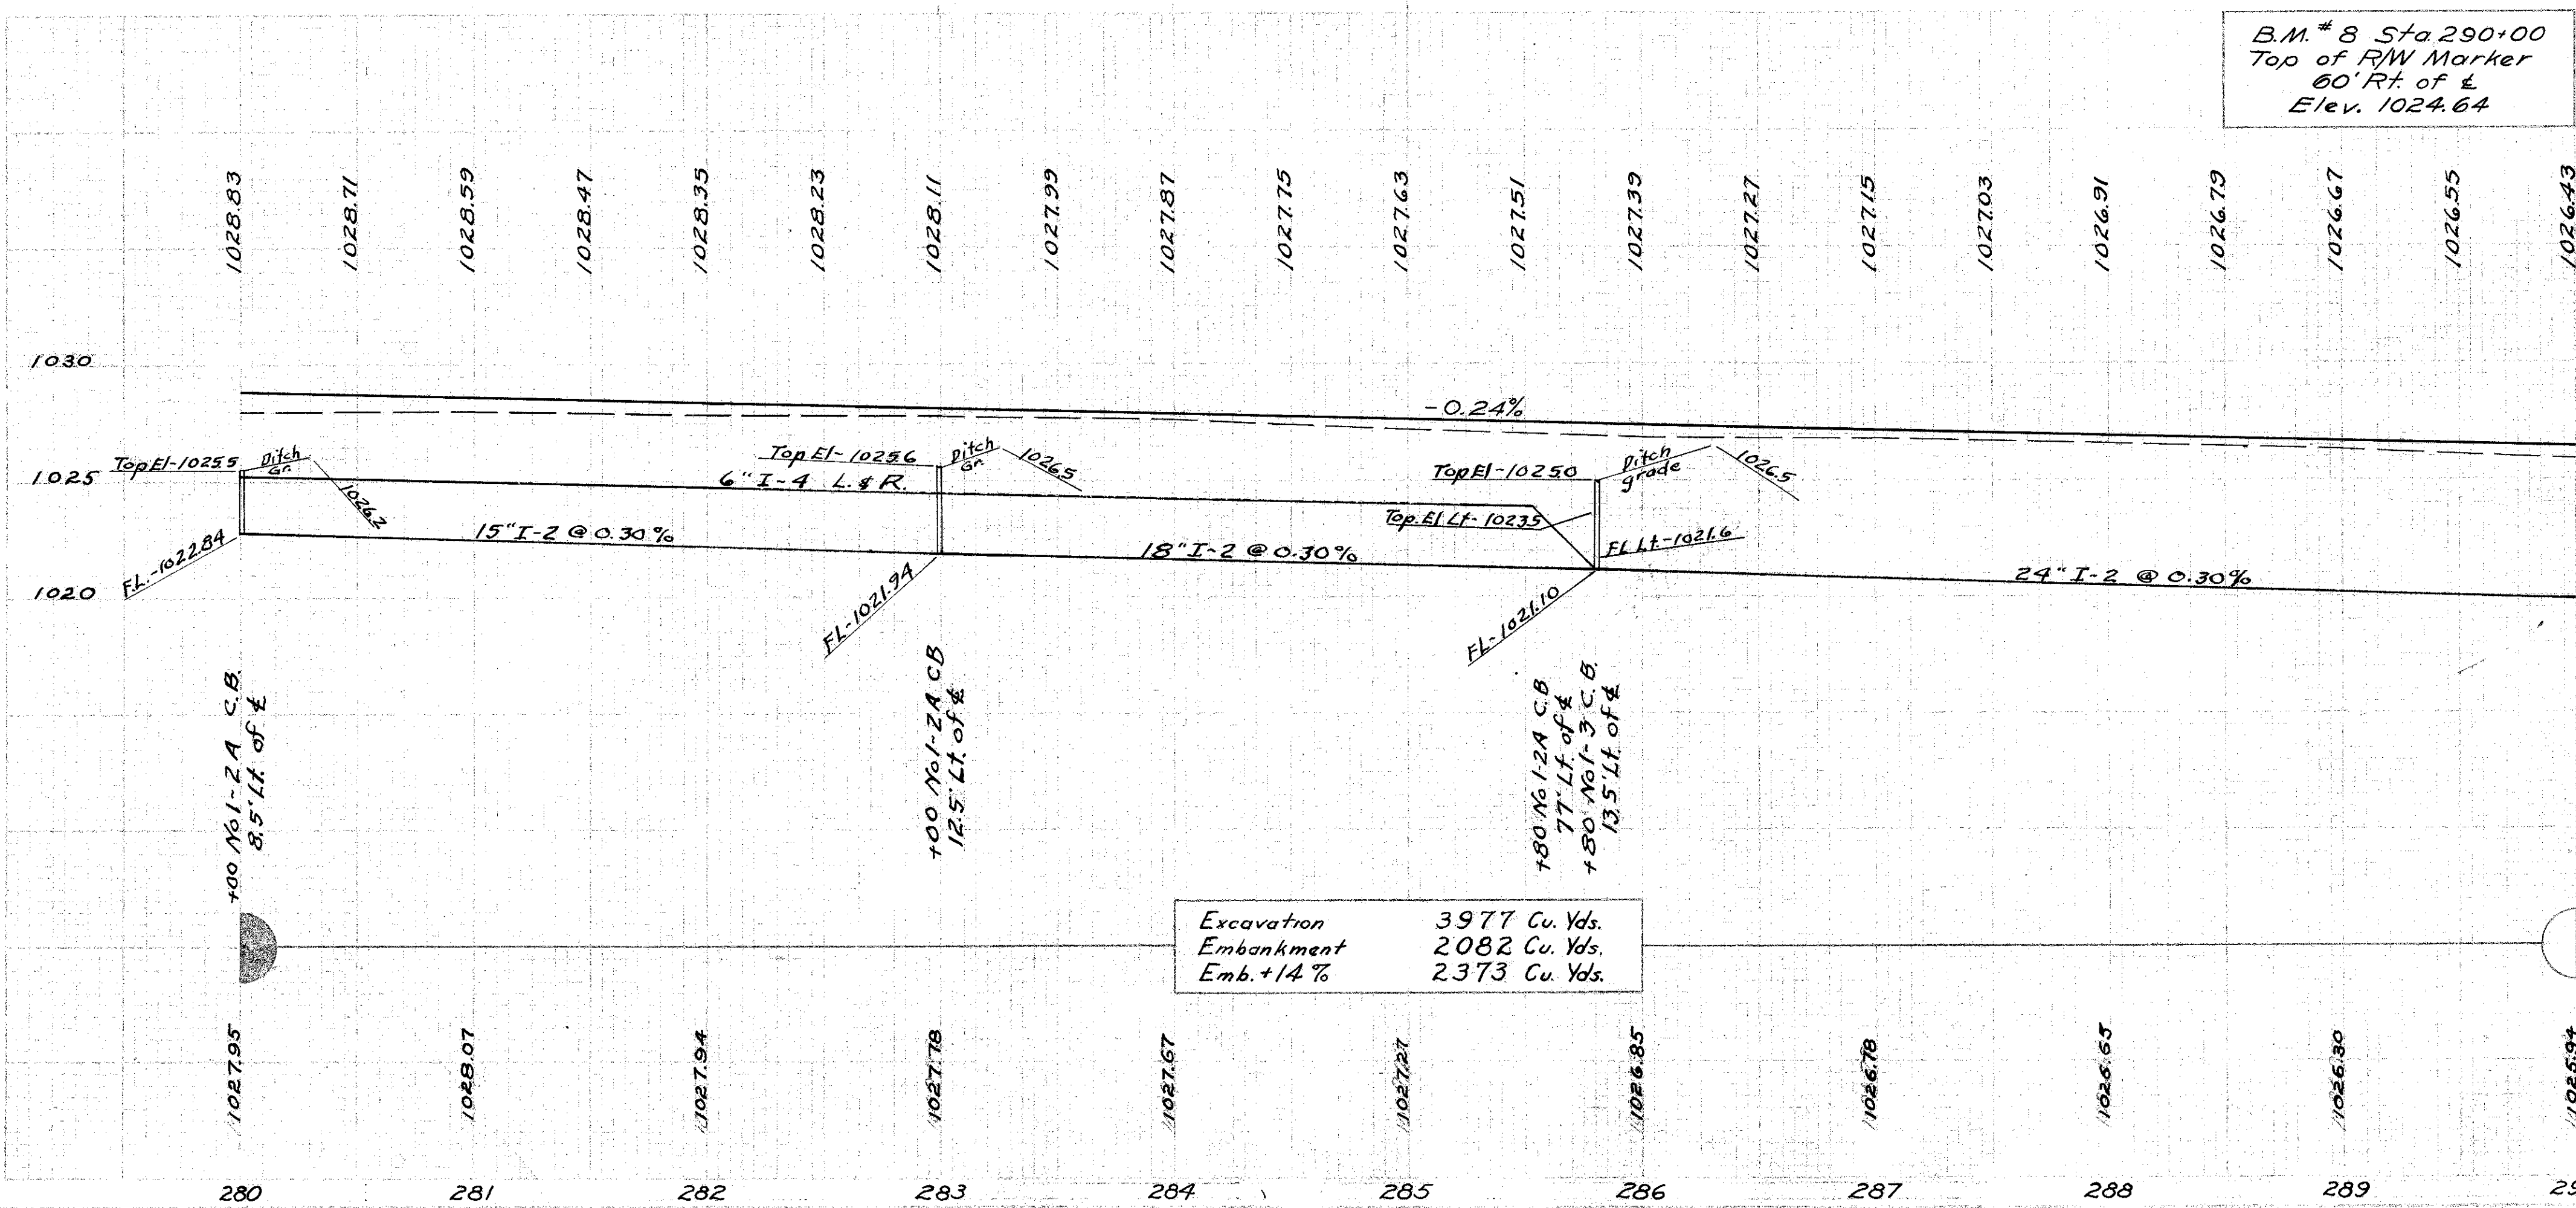 B.M. #8 Sta. 290+00
Top of R/W Marker
60' Rt. of ℄
Elev. 1024.64
1028.83
1028.71
1028.59
1028.47
1028.35
1028.23
1028.11
1027.99
1027.87
1027.75
1027.63
1027.51
1027.39
1027.27
1027.15
1027.03
1026.91
1026.79
1026.67
1026.55
1026.43
1030
-0.24%
1025
Top El-1025.5
Ditch
Gr.
1026.2
Top El-1025.6
Ditch
Gr.
1026.5
6" I-4 L. & R.
Top El-1025.0
Ditch
grade
1026.5
Top. El Lt-1023.5
FL Lt.-1021.6
15" I-2 @ 0.30%
18" I-2 @ 0.30%
24" I-2 @ 0.30%
1020
F.L.-1022.84
FL-1021.94
FL-1021.10
+00 No 1-2A C.B.
8.5' Lt. of ℄
+00 No 1-2A CB
12.5' Lt. of ℄
+80 No 1-2A C.B
77' Lt. of ℄
+80 No 1-3 C.B.
13.5' Lt. of ℄
Excavation 3977 Cu. Yds.
Embankment 2082 Cu. Yds.
Emb. +14% 2373 Cu. Yds.
1027.95
1028.07
1027.94
1027.78
1027.67
1027.27
1026.85
1026.78
1026.65
1026.30
1025.94
280
281
282
283
284
285
286
287
288
289
29